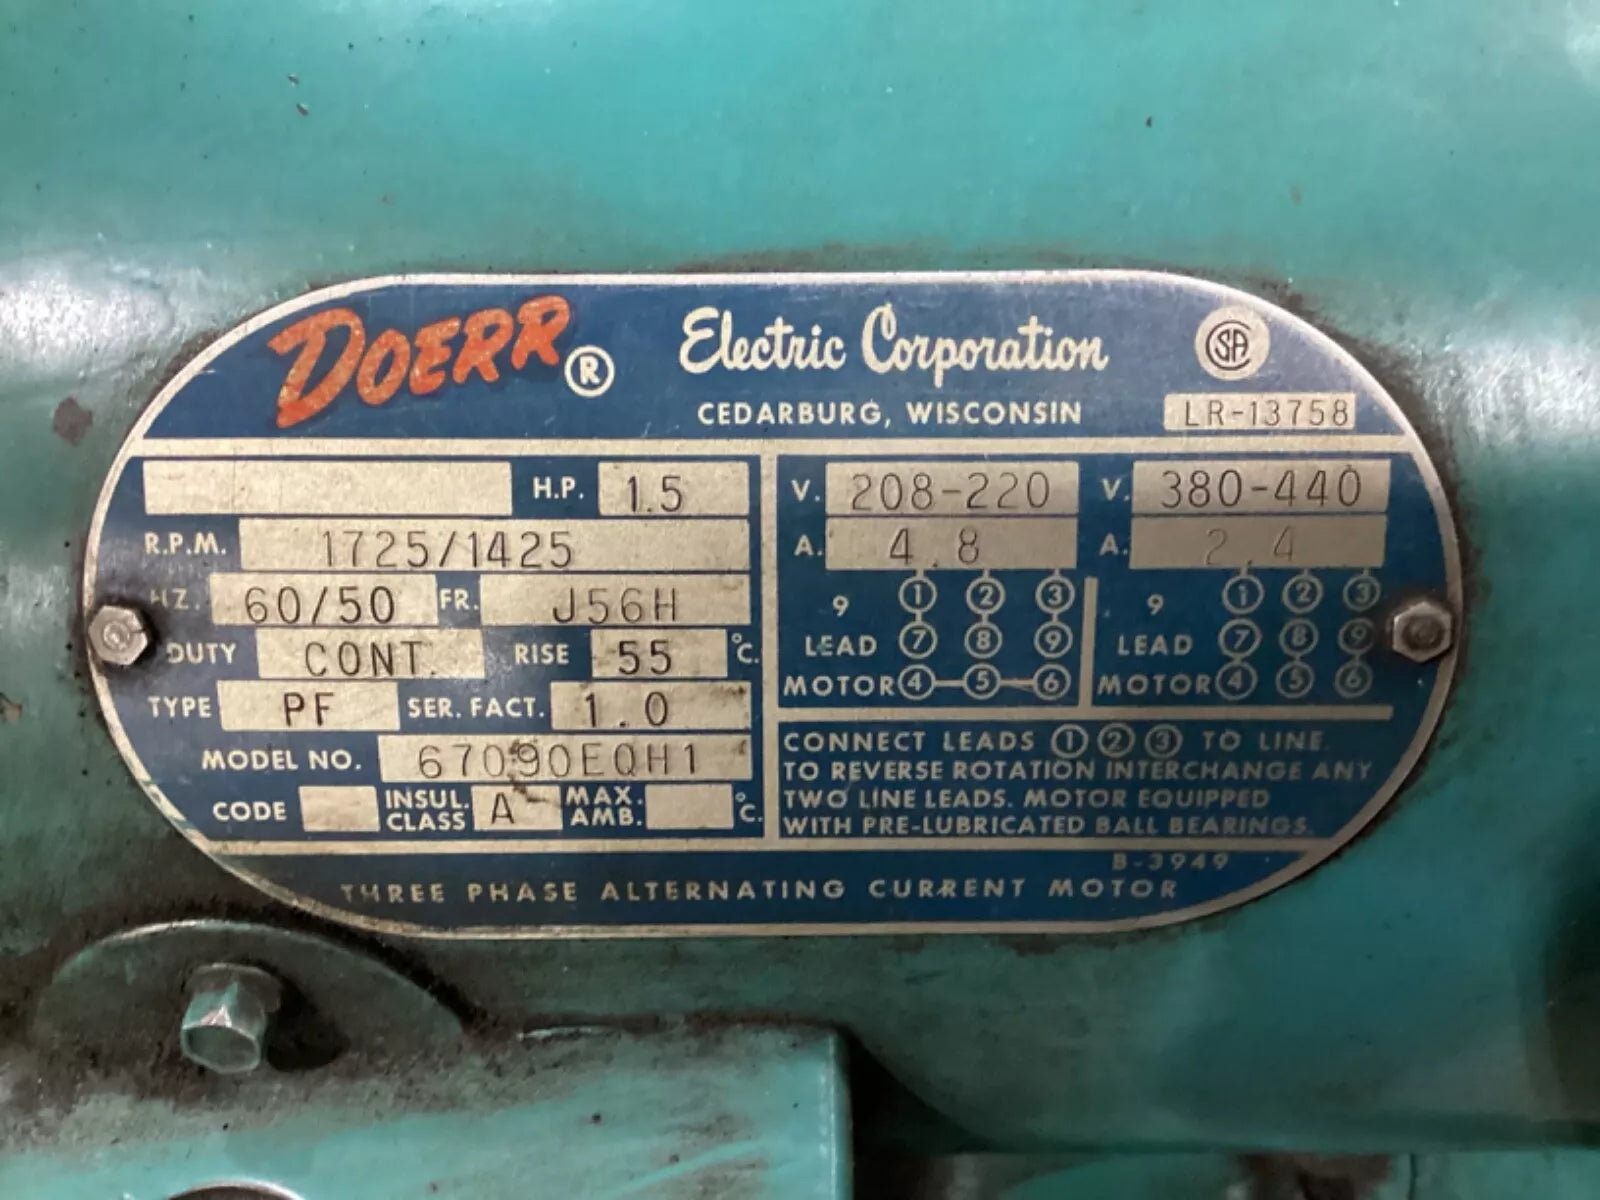 DOERR ® Electric Corporation CSA
CEDARBURG, WISCONSIN LR-13758
H.P. 1.5
R.P.M. 1725/1425
HZ. 60/50 FR. J56H
DUTY CONT. RISE 55 °C.
TYPE PF SER. FACT. 1.0
MODEL NO. 67090EQH1
CODE INSUL. CLASS A MAX. AMB. °C.
V. 208-220 V. 380-440
A. 4.8 A. 2.4
9 1 2 3 9 1 2 3
LEAD 7 8 9 LEAD 7 8 9
MOTOR 4 5 6 MOTOR 4 5 6
CONNECT LEADS 1 2 3 TO LINE.
TO REVERSE ROTATION INTERCHANGE ANY
TWO LINE LEADS. MOTOR EQUIPPED
WITH PRE-LUBRICATED BALL BEARINGS.
B-3949
THREE PHASE ALTERNATING CURRENT MOTOR